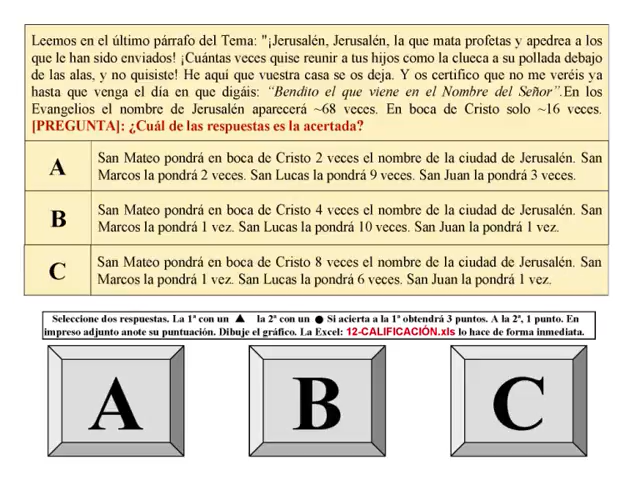 Leemos en el último párrafo del Tema: "¡Jerusalén, Jerusalén, la que mata profetas y apedrea a los
que le han sido enviados! ¡Cuántas veces quise reunir a tus hijos como la clueca a su pollada debajo
de las alas, y no quisiste! He aquí que vuestra casa se os deja. Y os certifico que no me veréis ya
hasta que venga el día en que digáis: “Bendito el que viene en el Nombre del Señor”.En los
Evangelios el nombre de Jerusalén aparecerá ~68 veces. En boca de Cristo solo ~16 veces.
[PREGUNTA]: ¿Cuál de las respuestas es la acertada?
A
San Mateo pondrá en boca de Cristo 2 veces el nombre de la ciudad de Jerusalén. San
Marcos la pondrá 2 veces. San Lucas la pondrá 9 veces. San Juan la pondrá 3 veces.
B
San Mateo pondrá en boca de Cristo 4 veces el nombre de la ciudad de Jerusalén. San
Marcos la pondrá 1 vez. San Lucas la pondrá 10 veces. San Juan la pondrá 1 vez.
C
San Mateo pondrá en boca de Cristo 8 veces el nombre de la ciudad de Jerusalén. San
Marcos la pondrá 1 vez. San Lucas la pondrá 6 veces. San Juan la pondrá 1 vez.
Seleccione dos respuestas. La 1ª con un ▲ la 2ª con un ● Si acierta a la 1ª obtendrá 3 puntos. A la 2ª, 1 punto. En
impreso adjunto anote su puntuación. Dibuje el gráfico. La Excel: 12-CALIFICACIÓN.xls lo hace de forma inmediata.
A B C